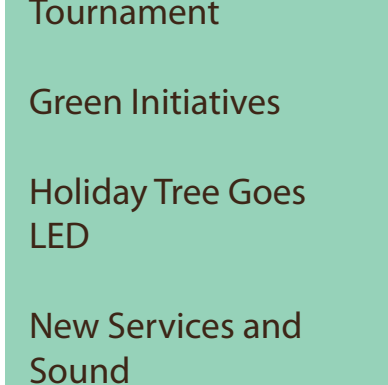 Tournament
Green Initiatives
Holiday Tree Goes
LED
New Services and
Sound